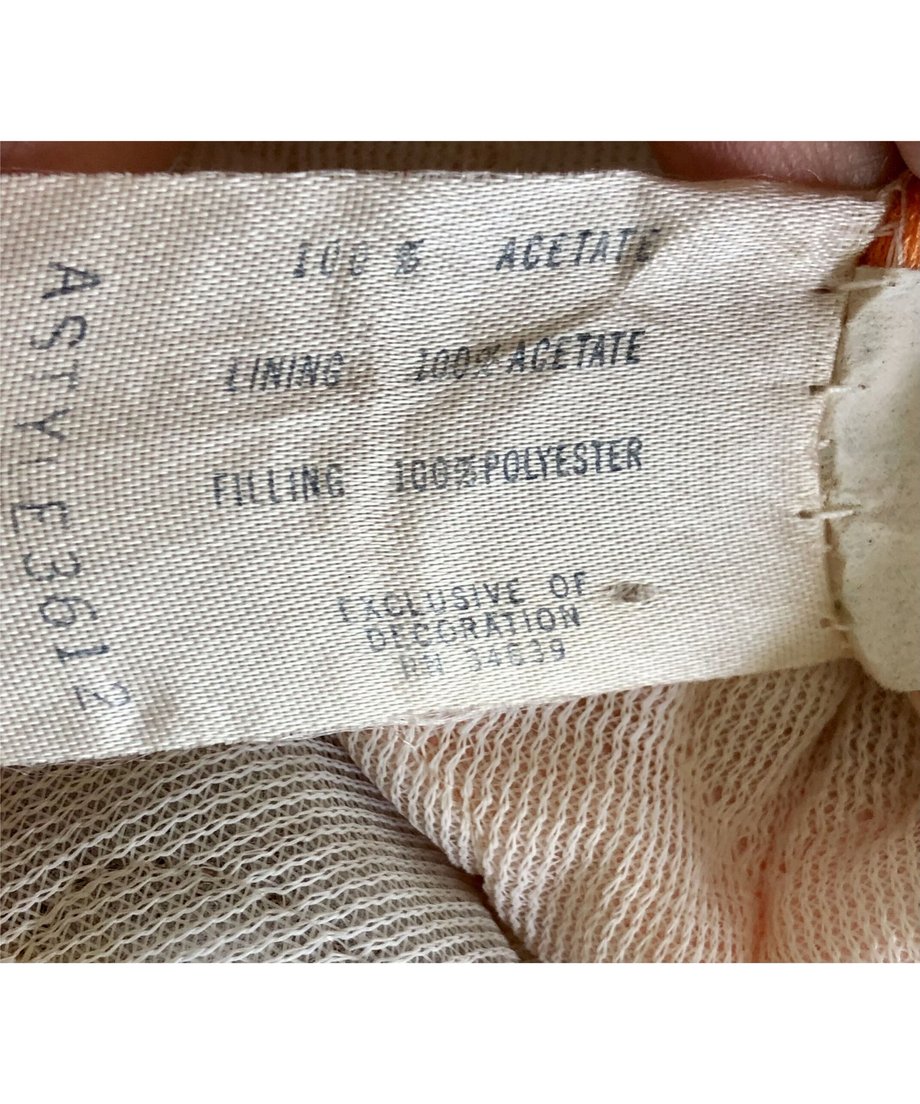 100% ACETATE
LINING 100% ACETATE
FILLING 100% POLYESTER
EXCLUSIVE OF
DECORATION
RN 34639
ASTYLE3612